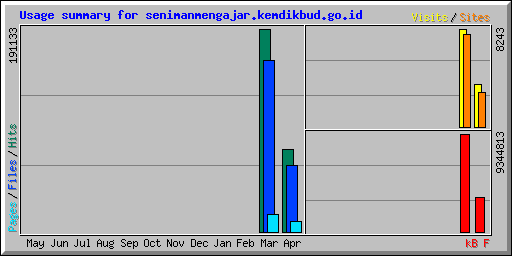 Usage summary for senimanmengajar.kemdikbud.go.id
Visits/Sites
191133
8243
Pages/Files/Hits
9344813
May Jun Jul Aug Sep Oct Nov Dec Jan Feb Mar Apr
kB F